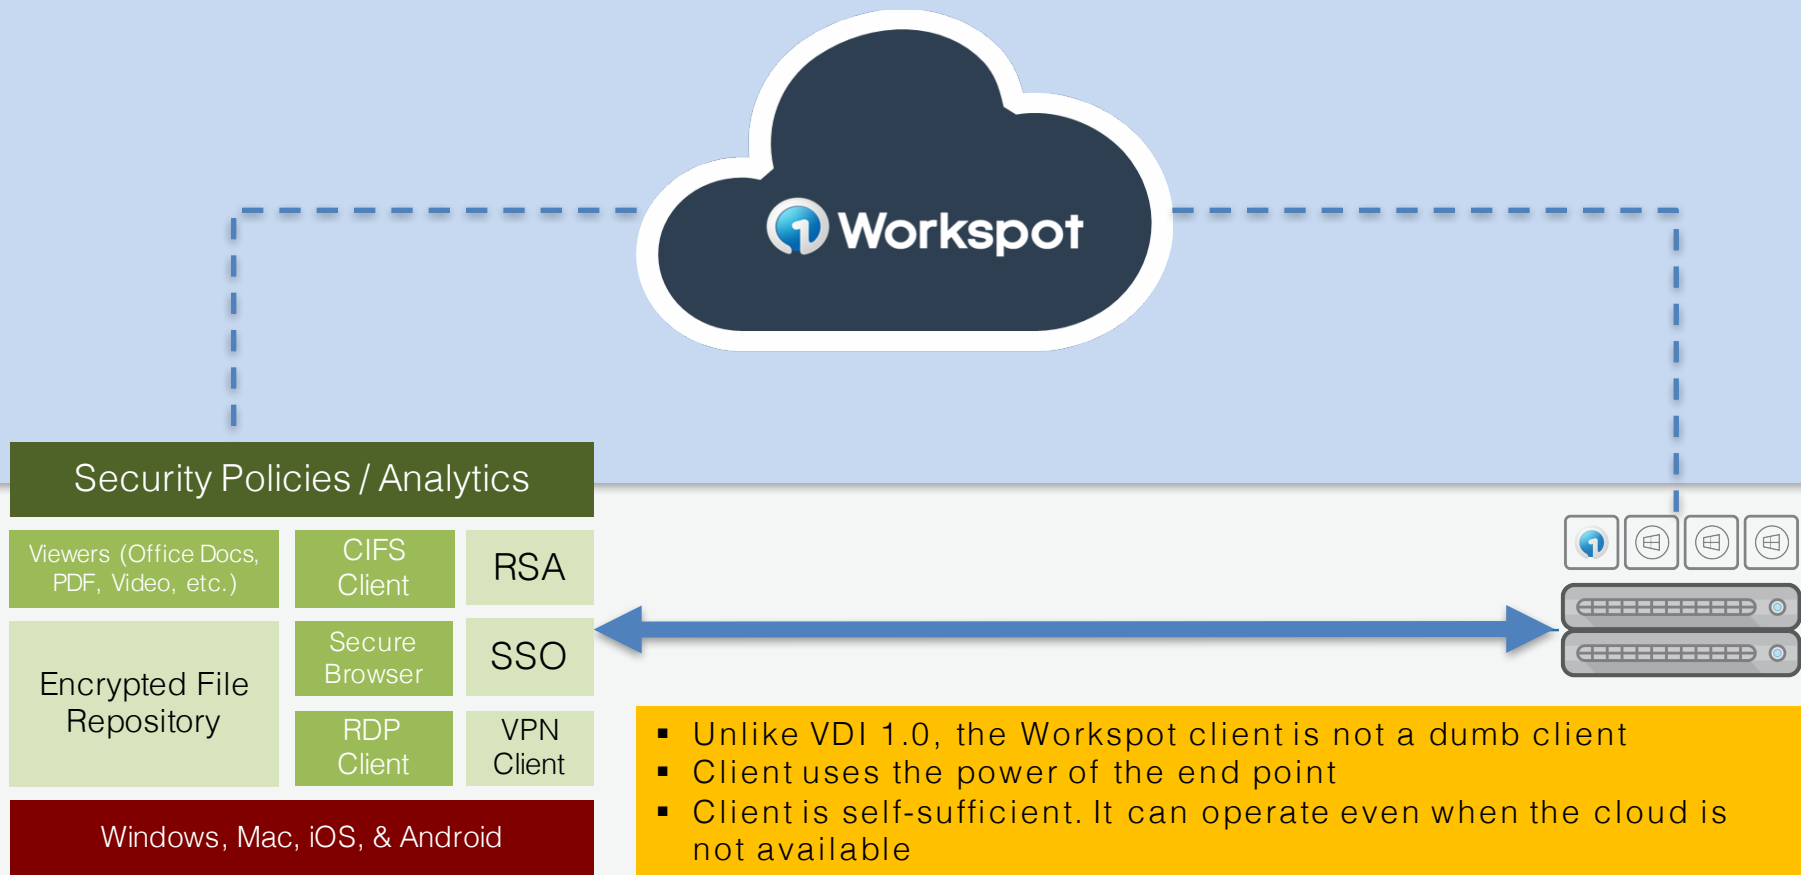 Workspot
Security Policies / Analytics
Viewers (Office Docs,
PDF, Video, etc.)
CIFS
Client
RSA
Encrypted File
Repository
Secure
Browser
SSO
RDP
Client
VPN
Client
Windows, Mac, iOS, & Android
▪ Unlike VDI 1.0, the Workspot client is not a dumb client
▪ Client uses the power of the end point
▪ Client is self-sufficient. It can operate even when the cloud is
not available